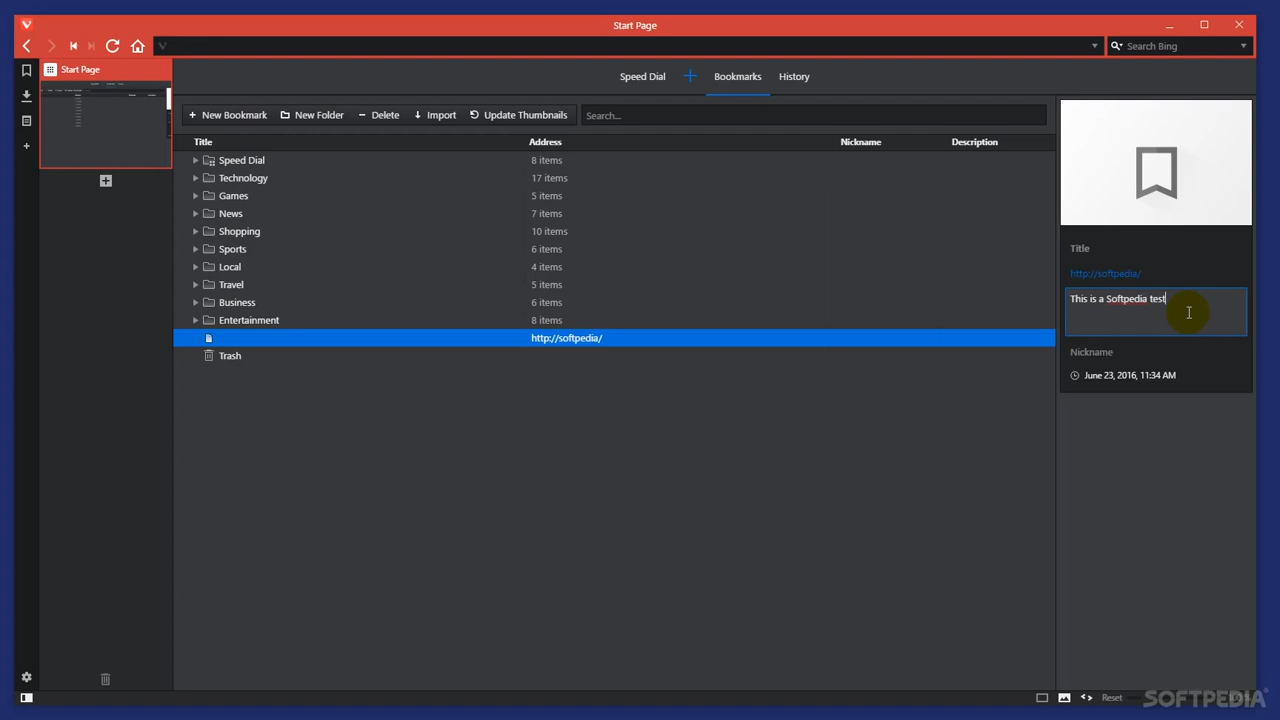 Start Page
Search Bing
Start Page
Speed Dial
Bookmarks
History
New Bookmark
New Folder
Delete
Import
Update Thumbnails
Search...
Title Address Nickname Description
Speed Dial 8 items
Technology 17 items
Games 5 items
News 7 items
Shopping 10 items
Sports 6 items
Local 4 items
Travel 5 items
Business 6 items
Entertainment 8 items
http://softpedia/
Trash
Title
http://softpedia/
This is a Softpedia test
Nickname
June 23, 2016, 11:34 AM
Reset
SOFTPEDIA®